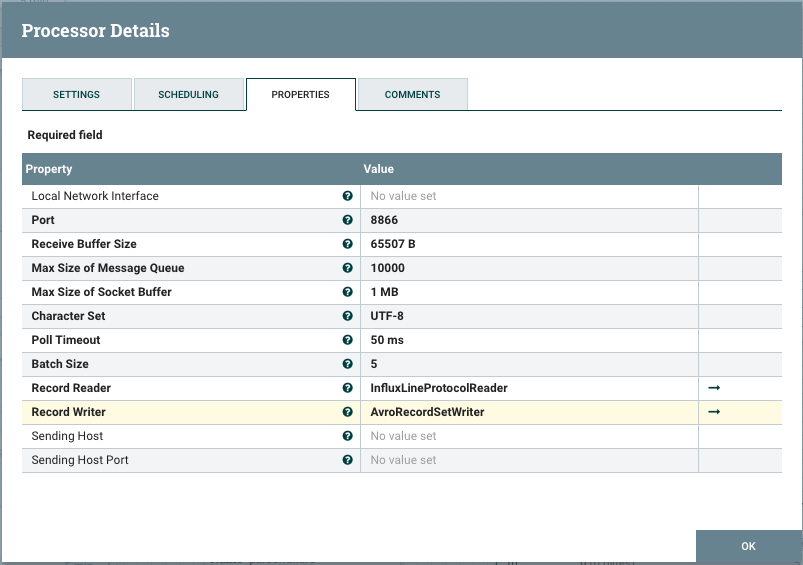 Processor Details
SETTINGS SCHEDULING PROPERTIES COMMENTS
Required field
Property Value
Local Network Interface No value set
Port 8866
Receive Buffer Size 65507 B
Max Size of Message Queue 10000
Max Size of Socket Buffer 1 MB
Character Set UTF-8
Poll Timeout 50 ms
Batch Size 5
Record Reader InfluxLineProtocolReader
Record Writer AvroRecordSetWriter
Sending Host No value set
Sending Host Port No value set
OK